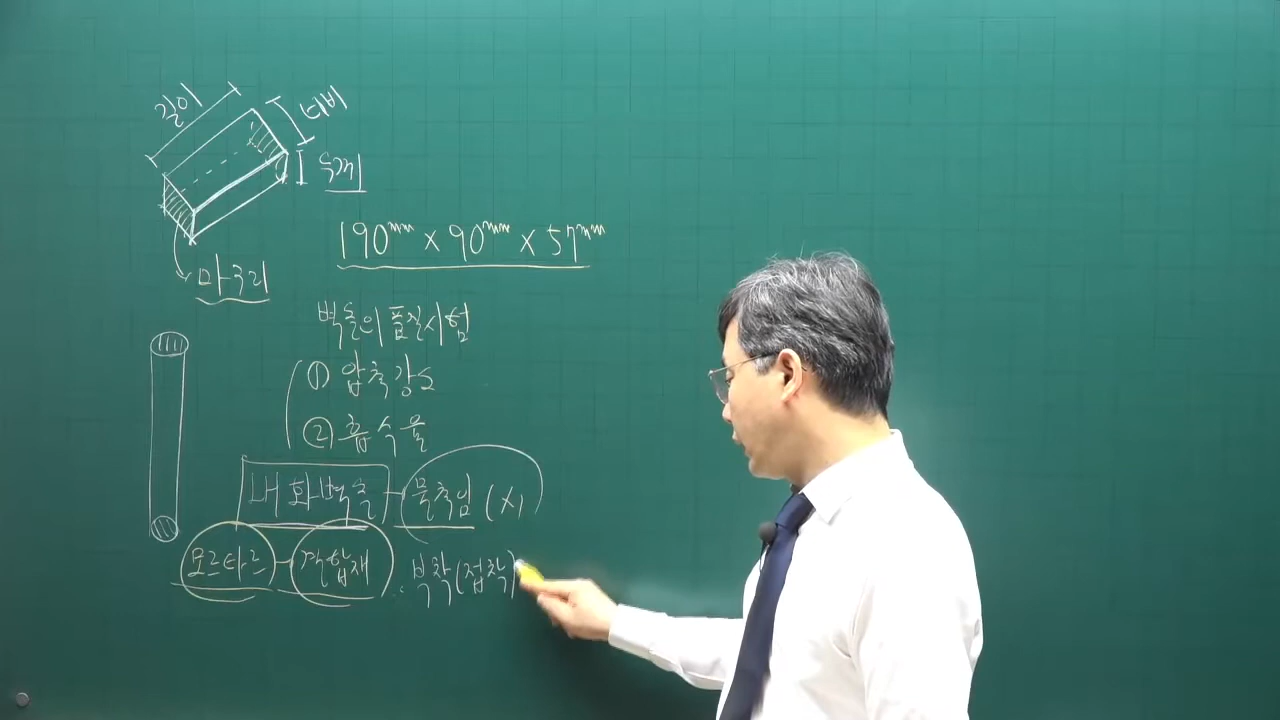 길이
너비
두께
마구리
190mm x 90mm x 57mm
벽돌의 품질시험
① 압축강도
② 흡수율
내화벽돌 - 물축임 (X)
모르타르 - 접합재 : 부착(접착)